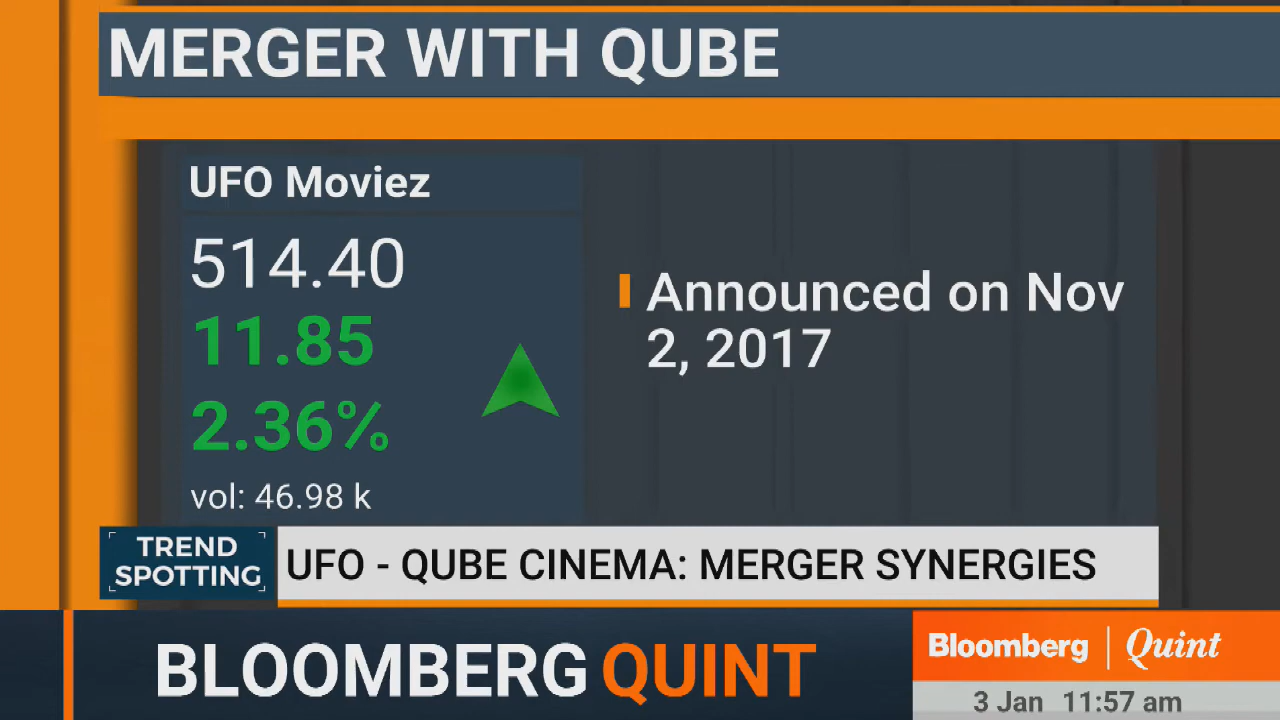 MERGER WITH QUBE
UFO Moviez
514.40
11.85
2.36%
vol: 46.98 k
Announced on Nov
2, 2017
TREND
SPOTTING
UFO - QUBE CINEMA: MERGER SYNERGIES
BLOOMBERG QUINT
Bloomberg | Quint
3 Jan 11:57 am